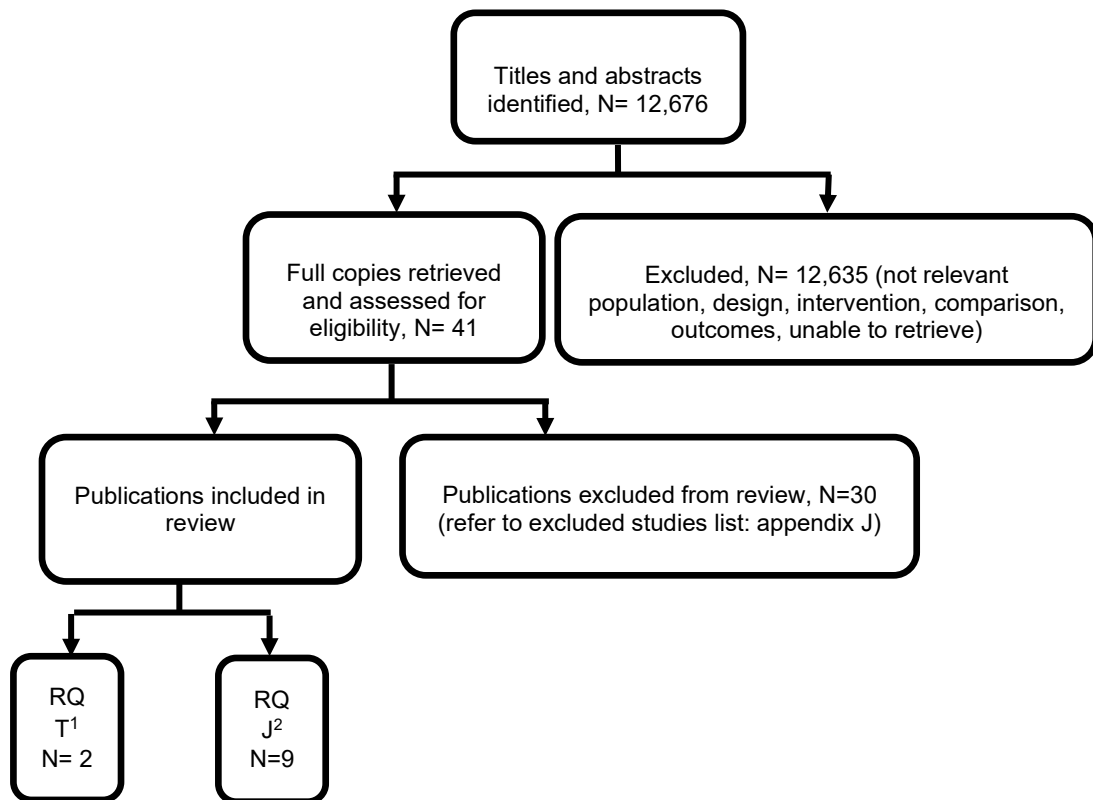 Titles and abstracts
identified, N= 12,676
Full copies retrieved
and assessed for
eligibility, N= 41
Excluded, N= 12,635 (not relevant
population, design, intervention, comparison,
outcomes, unable to retrieve)
Publications included in
review
Publications excluded from review, N=30
(refer to excluded studies list: appendix J)
RQ
T¹
N= 2
RQ
J²
N=9